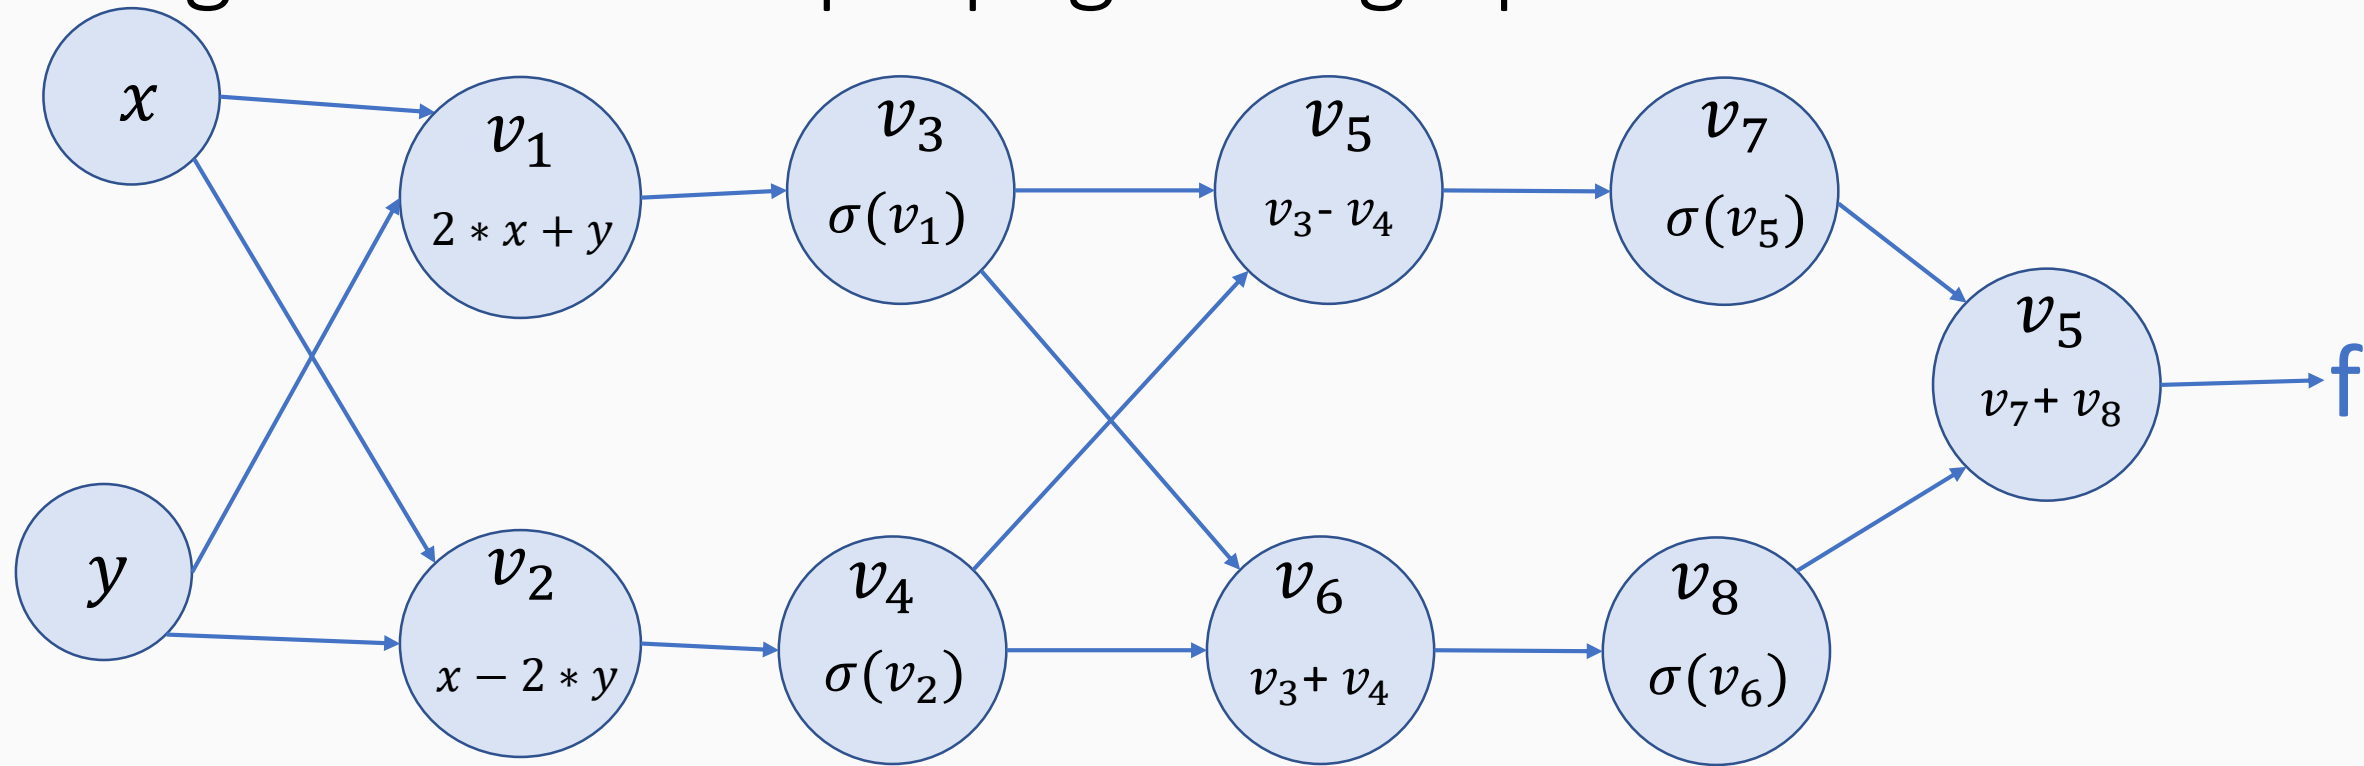 x
v₁
2 * x + y
v₃
σ(v₁)
v₅
v₃- v₄
v₇
σ(v₅)
v₅
v₇+ v₈
f
y
v₂
x − 2 * y
v₄
σ(v₂)
v₆
v₃+ v₄
v₈
σ(v₆)